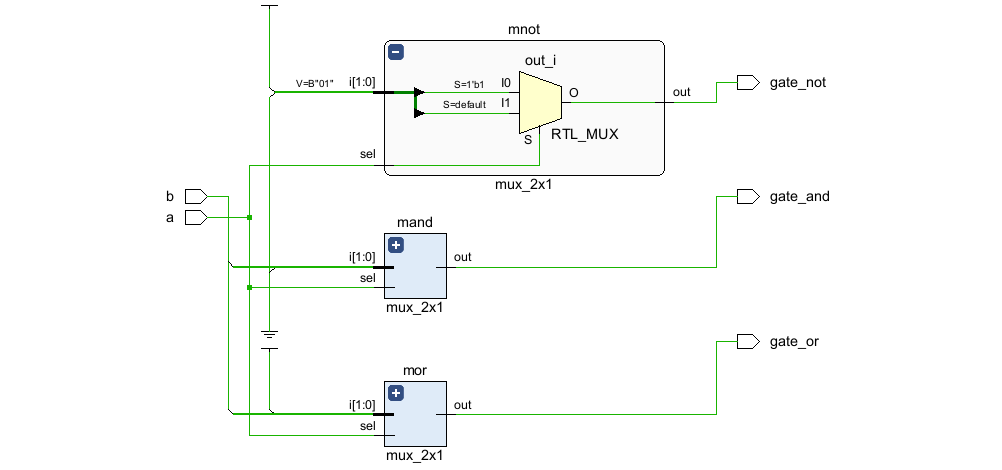 mnot
out_i
V=B"01"
i[1:0]
S=1'b1
I0
S=default
I1
O
out
gate_not
S
RTL_MUX
sel
mux_2x1
b
a
gate_and
mand
i[1:0]
out
sel
mux_2x1
gate_or
mor
i[1:0]
out
sel
mux_2x1